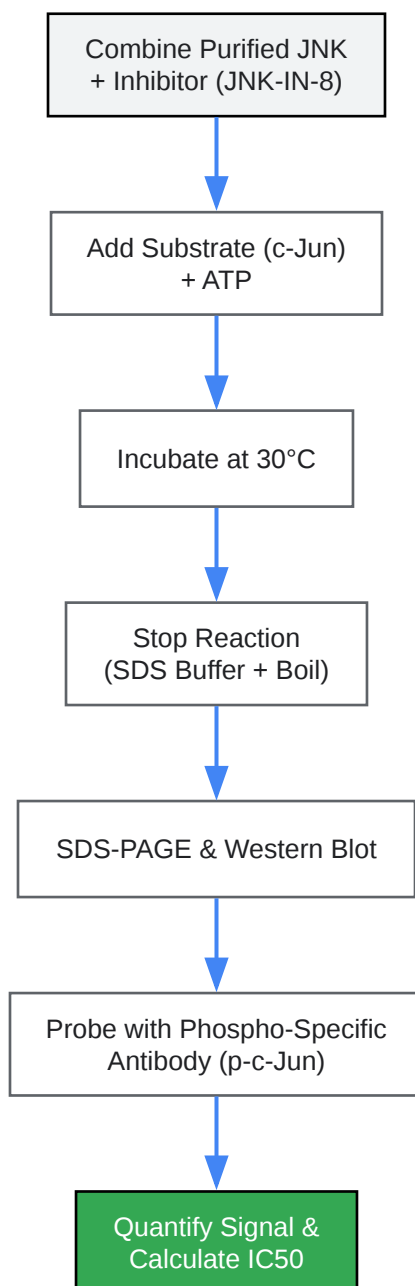 Combine Purified JNK
+ Inhibitor (JNK-IN-8)
Add Substrate (c-Jun)
+ ATP
Incubate at 30°C
Stop Reaction
(SDS Buffer + Boil)
SDS-PAGE & Western Blot
Probe with Phospho-Specific
Antibody (p-c-Jun)
Quantify Signal &
Calculate IC50